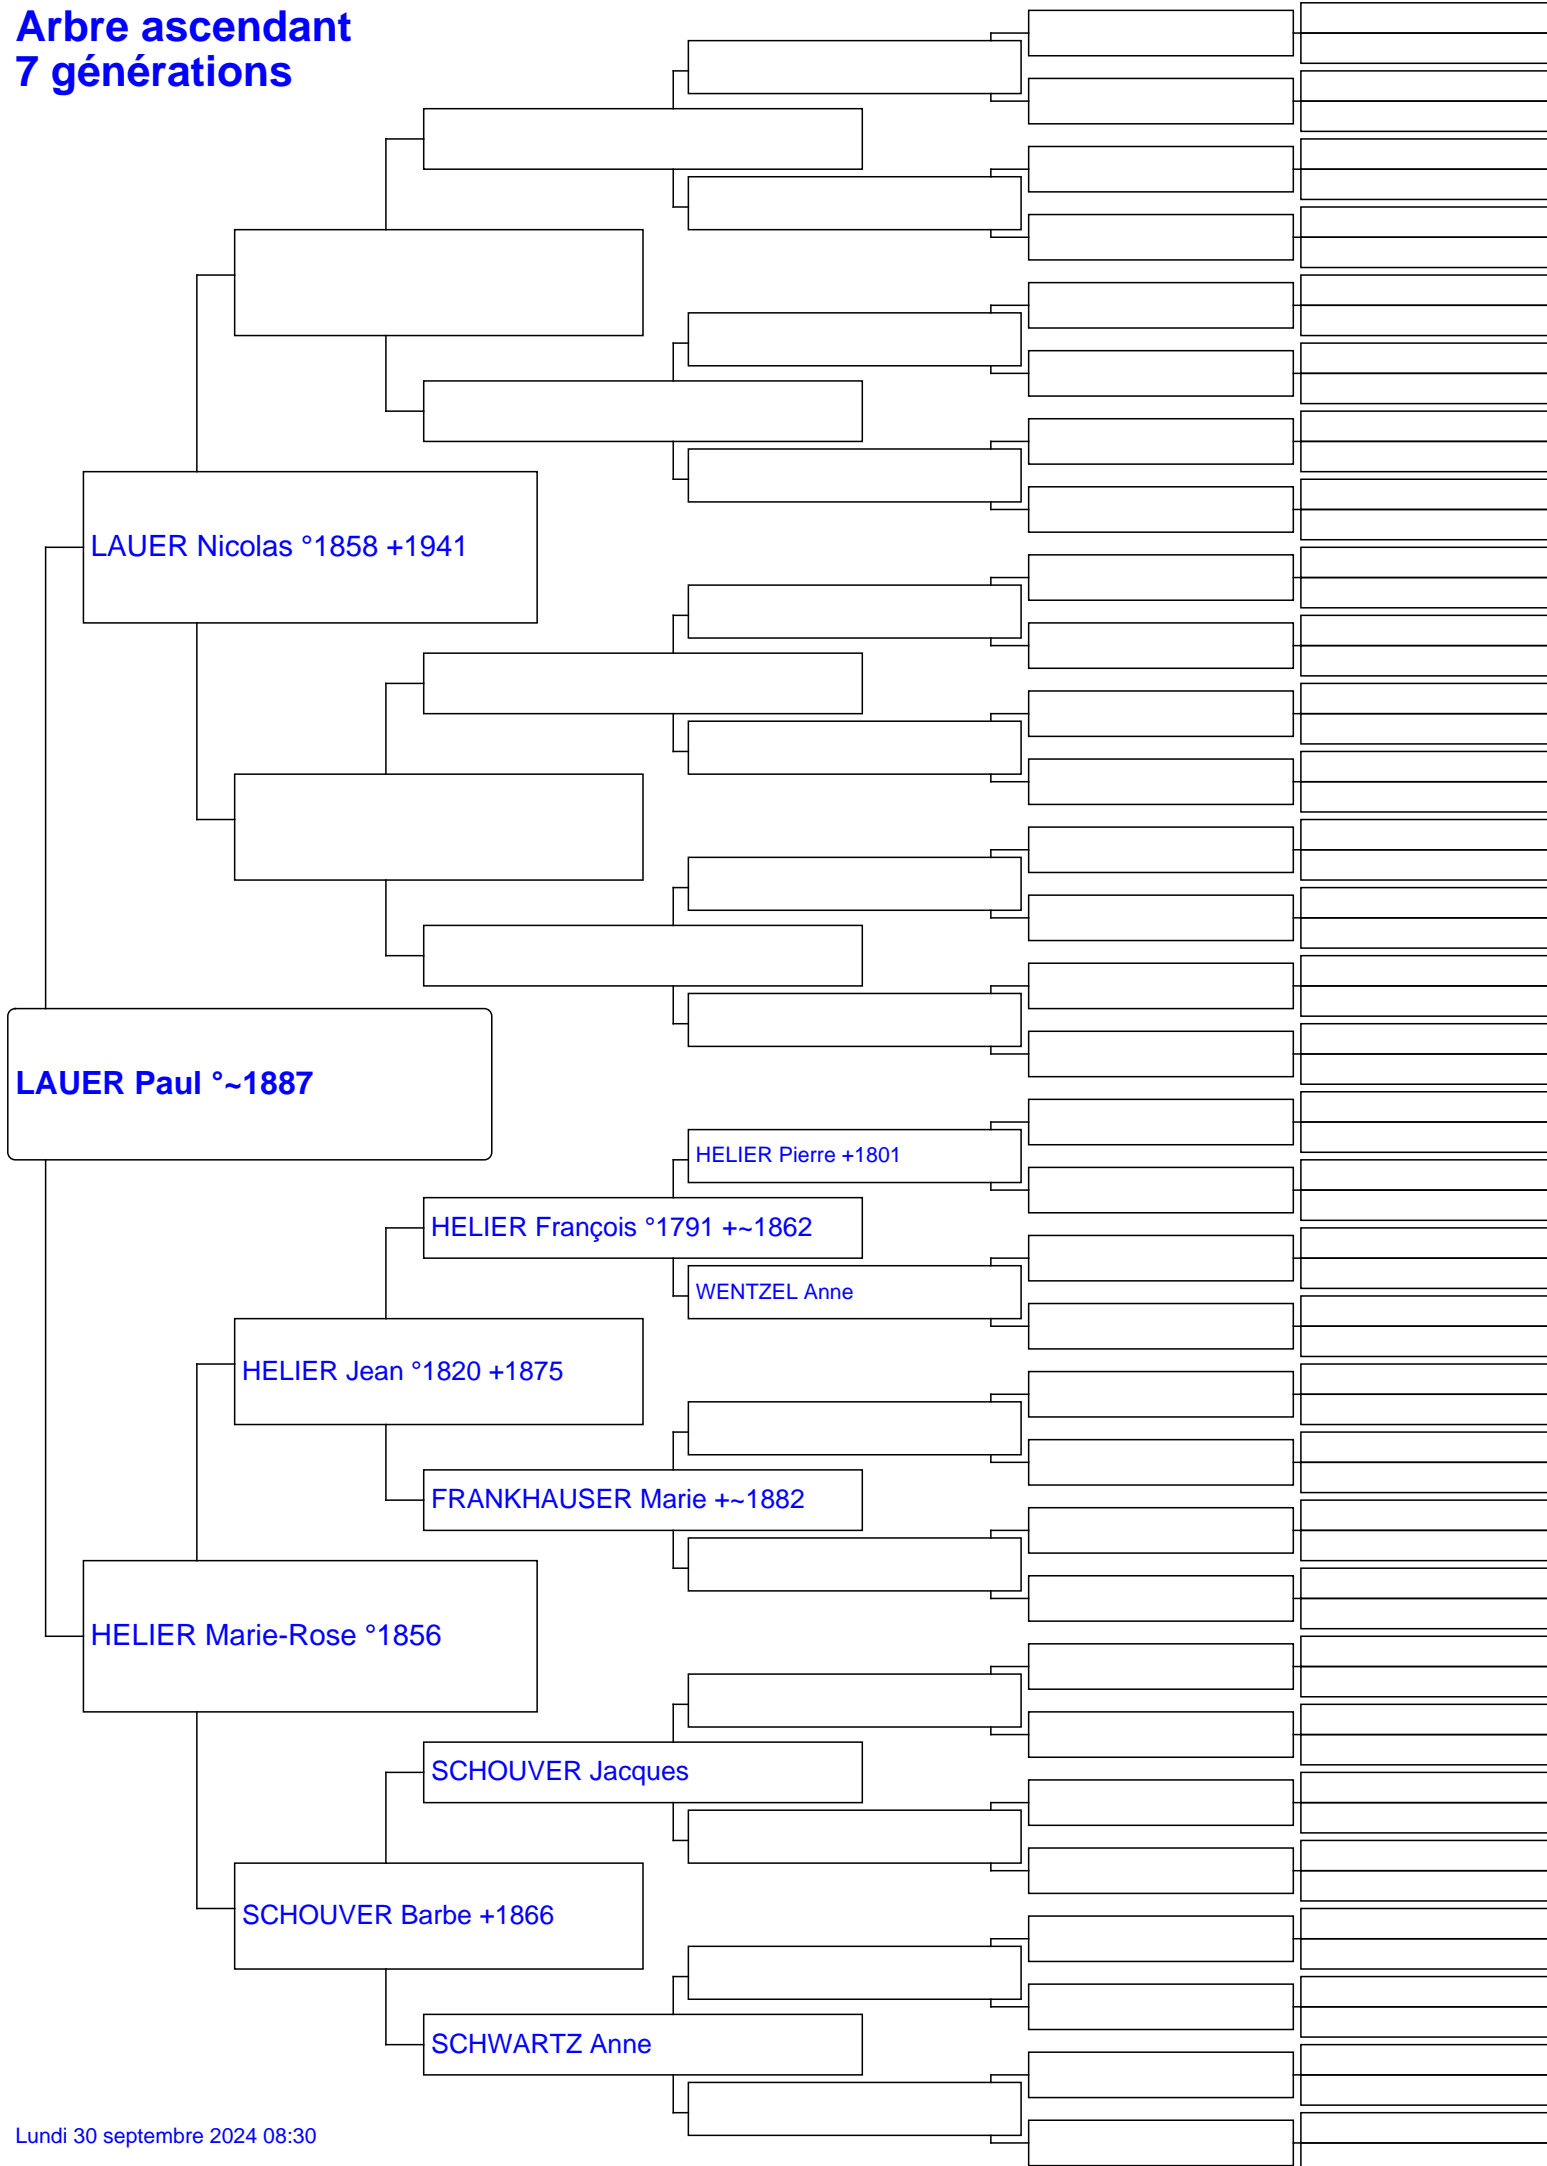 Arbre ascendant
7 générations
LAUER Nicolas °1858 +1941
LAUER Paul °~1887
HELIER Pierre +1801
HELIER François °1791 +~1862
WENTZEL Anne
HELIER Jean °1820 +1875
FRANKHAUSER Marie +~1882
HELIER Marie-Rose °1856
SCHOUVER Jacques
SCHOUVER Barbe +1866
SCHWARTZ Anne
Lundi 30 septembre 2024 08:30